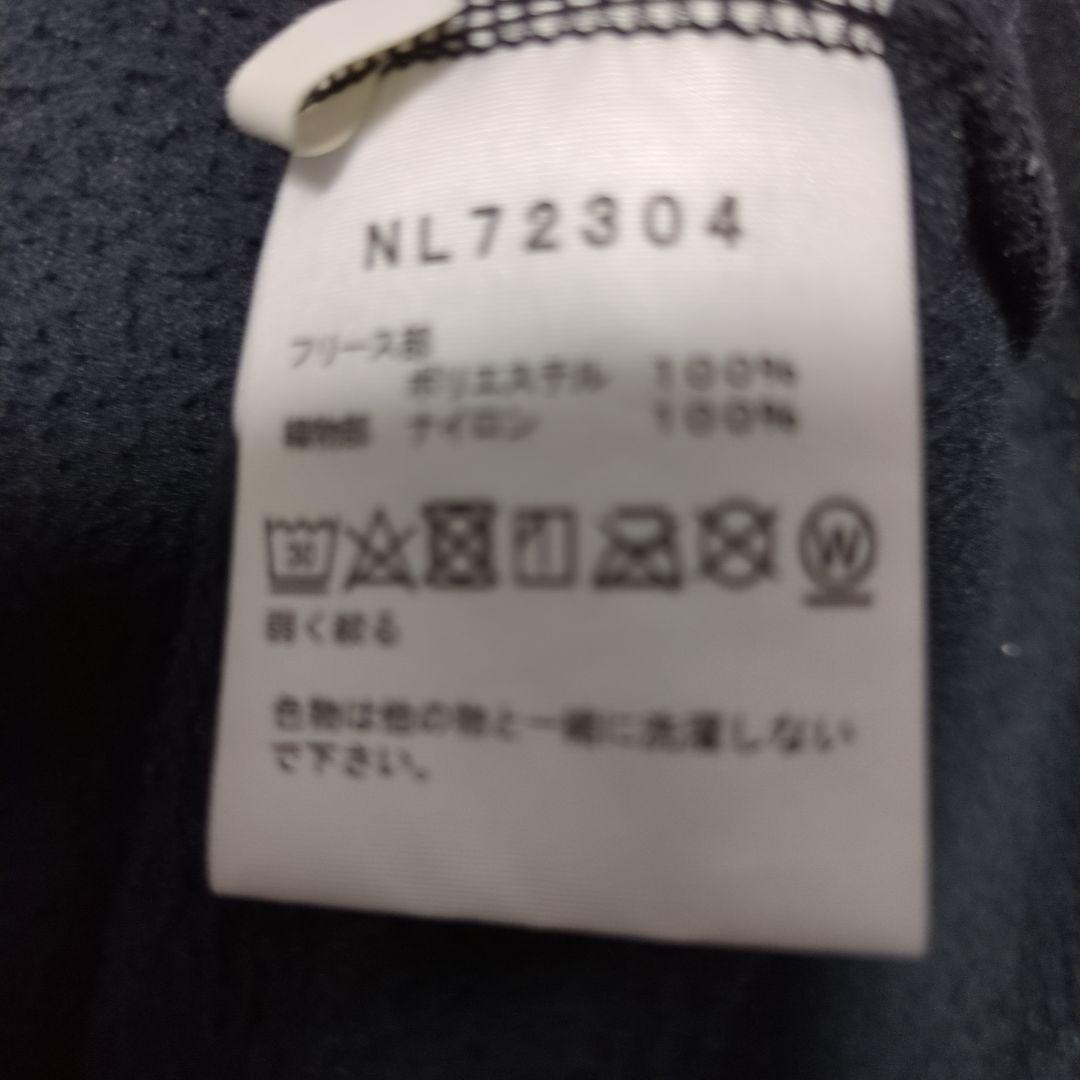 NL72304
フリース部
ポリエステル 100%
織物部 ナイロン 100%
30
W
弱く絞る
色物は他の物と一緒に洗濯しない
で下さい。